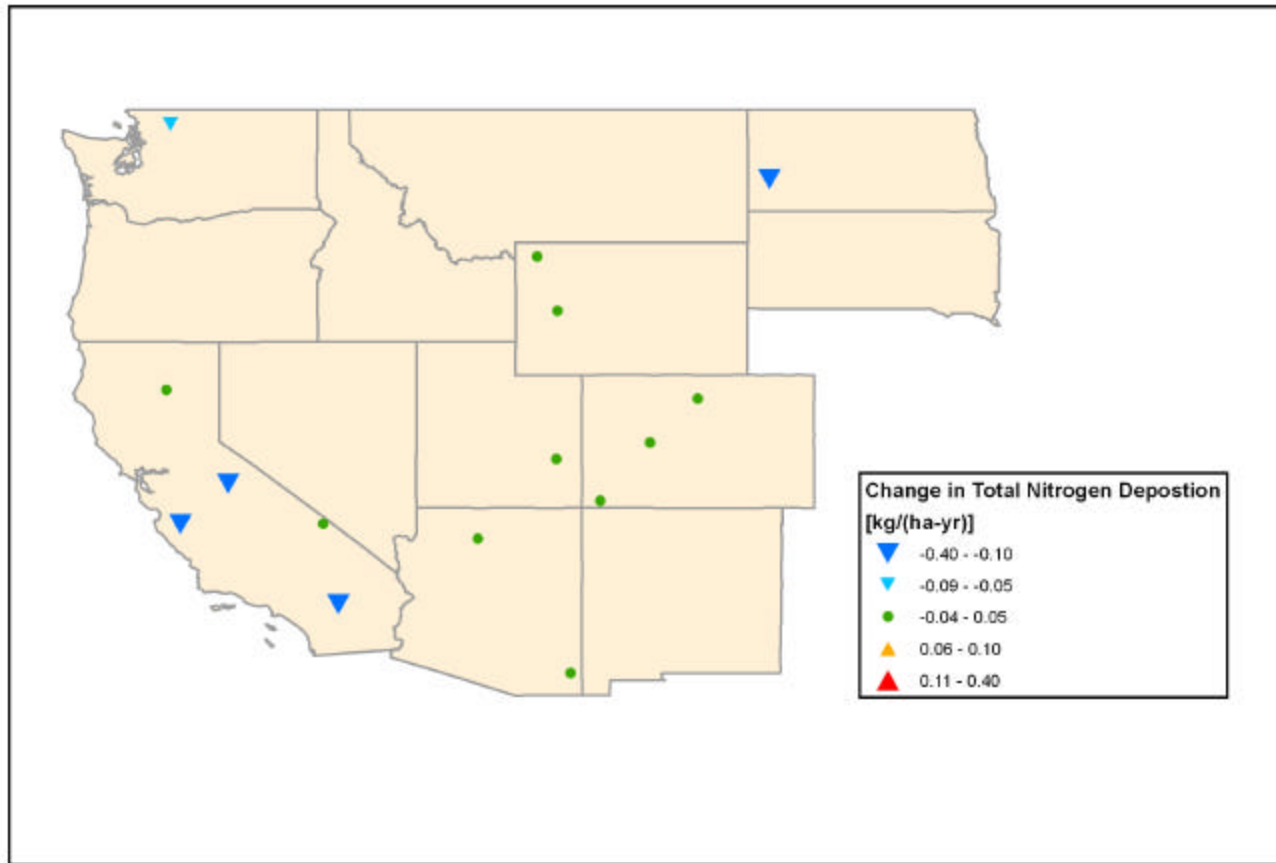 Change in Total Nitrogen Depostion
[kg/(ha-yr)]
-0.40 - -0.10
-0.09 - -0.05
-0.04 - 0.05
0.06 - 0.10
0.11 - 0.40